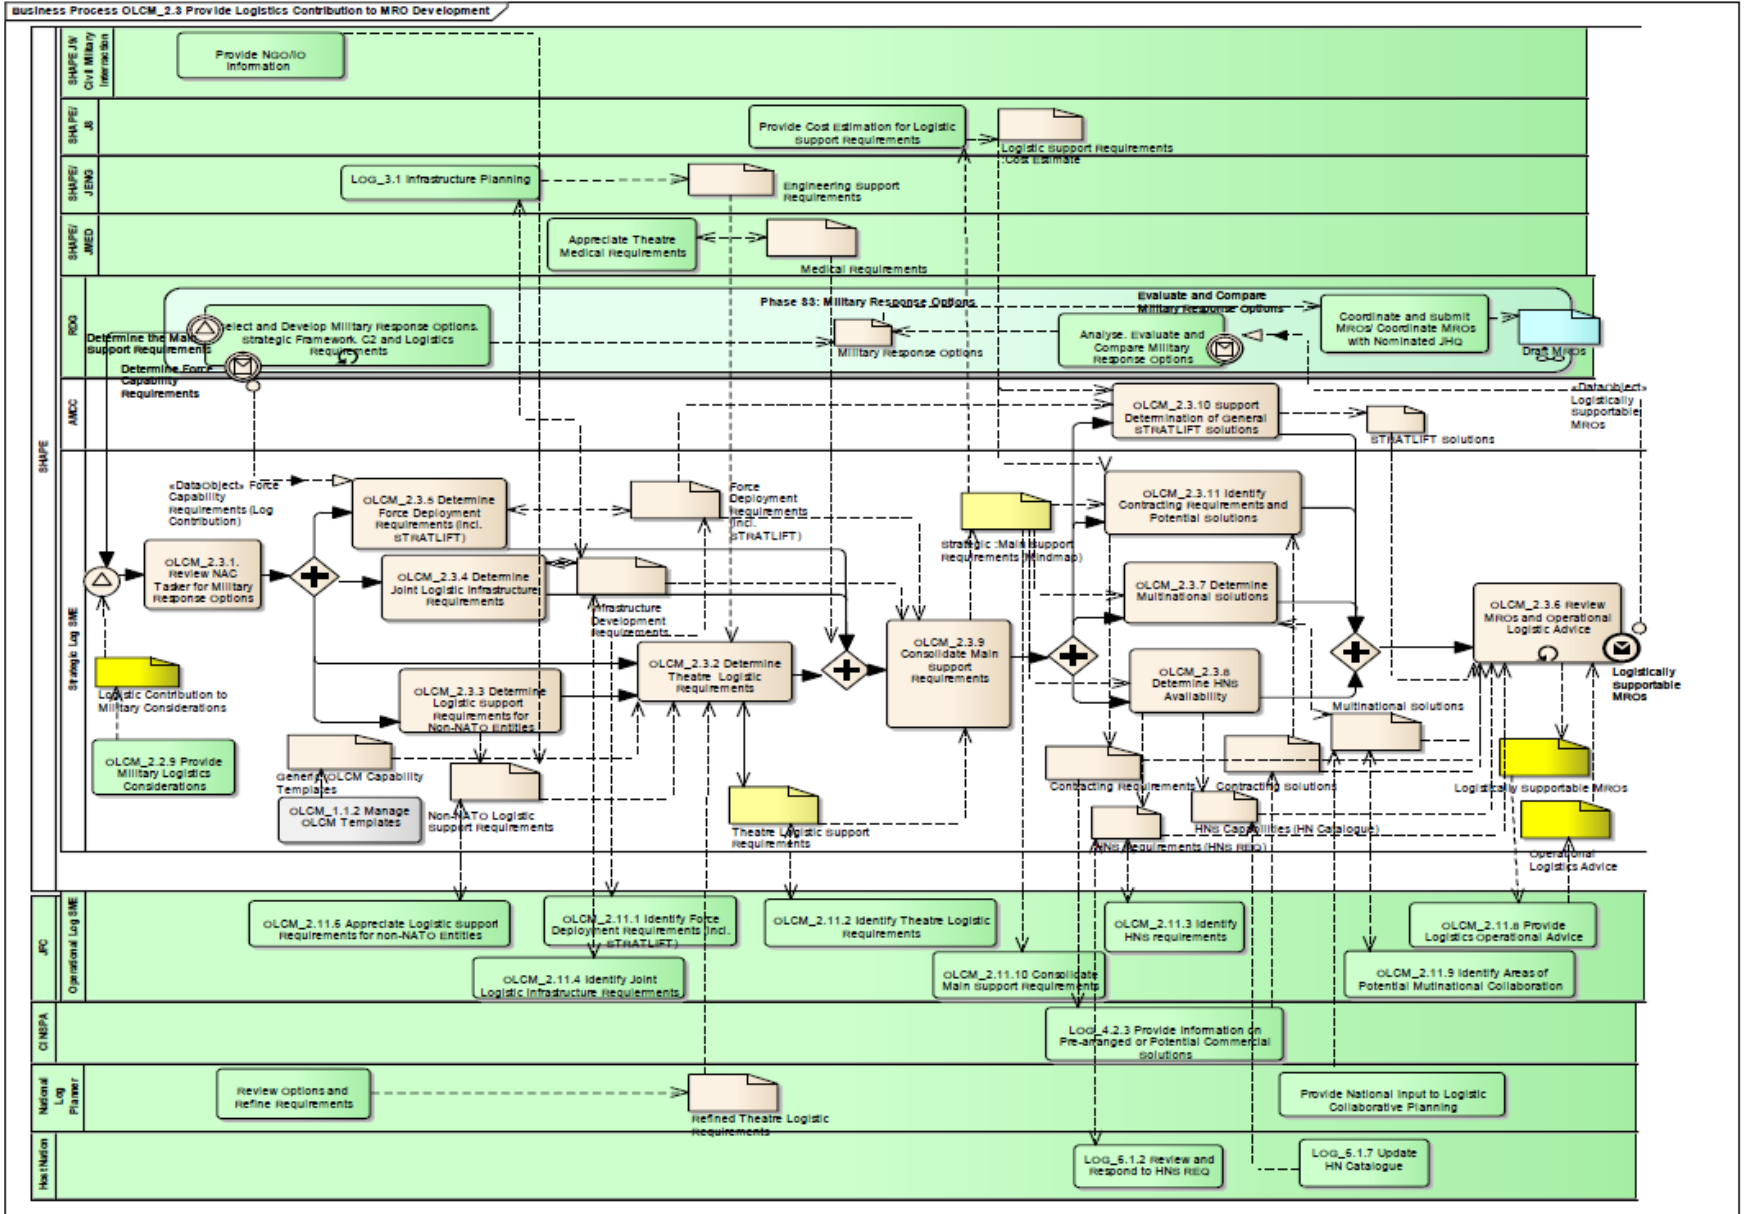 Business Process OLCM_2.3 Provide Logistics Contribution to MRO Development
SHAPE
SHAPE J9/
Civil Military
Interaction
Provide NGO/IO
Information
SHAPE/
J8
Provide Cost Estimation for Logistic
Support Requirements
Logistic Support Requirements
:Cost Estimate
SHAPE/
JENG
LOG_3.1 Infrastructure Planning
Engineering Support
Requirements
SHAPE/
JMED
Appreciate Theatre
Medical Requirements
Medical Requirements
RDG
Phase S3: Military Response Options
Select and Develop Military Response Options.
Strategic Framework. C2 and Logistics
Requirements
Determine the Main
Support Requirements
Determine Force
Capability
Requirements
Military Response Options
Evaluate and Compare
Military Response Options
Analyse. Evaluate and
Compare Military
Response Options
Coordinate and Submit
MROs/ Coordinate MROs
with Nominated JHQ
Draft MROs
AMCC
OLCM_2.3.10 Support
Determination of General
STRATLIFT Solutions
STRATLIFT Solutions
«DataObject»
Logistically
Supportable
MROs
Strategic Log SME
«DataObject» Force
Capability
Requirements (Log
Contribution)
OLCM_2.3.5 Determine
Force Deployment
Requirements (Incl.
STRATLIFT)
Force
Deployment
Requirements
(Incl.
STRATLIFT)
OLCM_2.3.1.
Review NAC
Tasker for Military
Response Options
OLCM_2.3.4 Determine
Joint Logistic Infrastructure
Requirements
Infrastructure
Development
Requirements
OLCM_2.3.2 Determine
Theatre Logistic
Requirements
OLCM_2.3.3 Determine
Logistic Support
Requirements for
Non-NATO Entities
OLCM_2.3.9
Consolidate Main
Support
Requirements
Strategic :Main Support
Requirements (Mindmap)
OLCM_2.3.11 Identify
Contracting Requirements and
Potential Solutions
OLCM_2.3.7 Determine
Multinational Solutions
OLCM_2.3.8
Determine HNS
Availability
OLCM_2.3.6 Review
MROs and Operational
Logistic Advice
Logistically
Supportable
MROs
Logistic Contribution to
Military Considerations
OLCM_2.2.9 Provide
Military Logistics
Considerations
Generic OLCM Capability
Templates
OLCM_1.1.2 Manage
OLCM Templates
Non-NATO Logistic
Support Requirements
Theatre Logistic Support
Requirements
Multinational Solutions
Contracting Requirements
Contracting Solutions
HNS Capabilities (HN Catalogue)
HNS Requirements (HNS REQ)
Logistically Supportable MROs
Operational
Logistics Advice
JFC
Operational Log SME
OLCM_2.11.5 Appreciate Logistic Support
Requirements for non-NATO Entities
OLCM_2.11.1 Identify Force
Deployment Requirements (Incl.
STRATLIFT)
OLCM_2.11.2 Identify Theatre Logistic
Requirements
OLCM_2.11.3 Identify
HNS requirements
OLCM_2.11.8 Provide
Logistics Operational Advice
OLCM_2.11.4 Identify Joint
Logistic Infrastructure Requierments
OLCM_2.11.10 Consolidate
Main Support Requirements
OLCM_2.11.9 Identify Areas of
Potential Mutinational Collaboration
CINSPA
LOG_4.2.3 Provide Information on
Pre-arranged or Potential Commercial
Solutions
National
Log
Planner
Review Options and
Refine Requirements
Refined Theatre Logistic
Requirements
Provide National Input to Logistic
Collaborative Planning
Host Nation
LOG_5.1.2 Review and
Respond to HNS REQ
LOG_5.1.7 Update
HN Catalogue